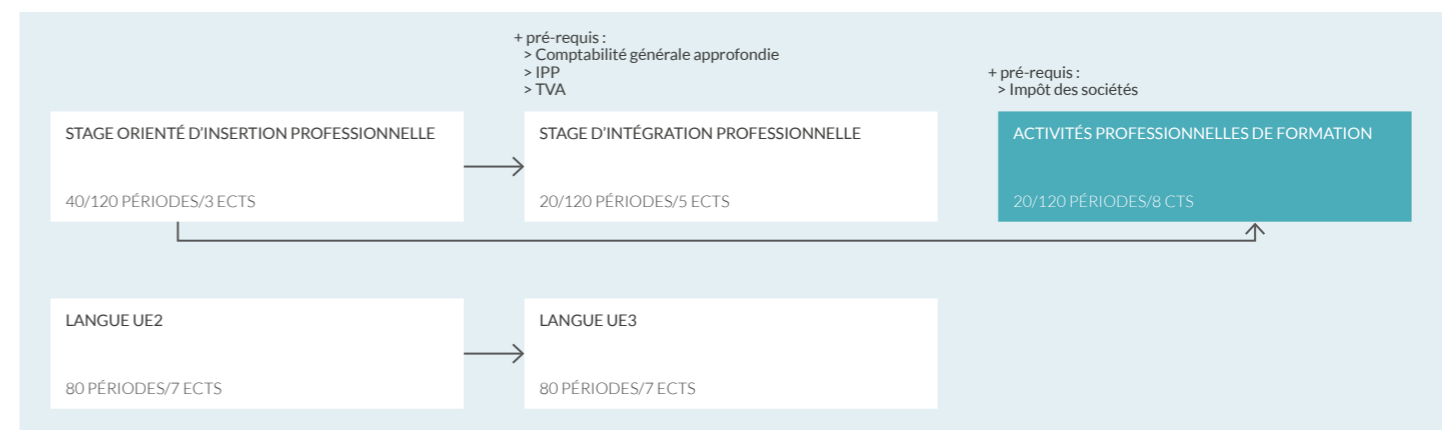 + pré-requis :
> Comptabilité générale approfondie
> IPP
> TVA
+ pré-requis :
> Impôt des sociétés
STAGE ORIENTÉ D'INSERTION PROFESSIONNELLE
40/120 PÉRIODES/3 ECTS
STAGE D'INTÉGRATION PROFESSIONNELLE
20/120 PÉRIODES/5 ECTS
ACTIVITÉS PROFESSIONNELLES DE FORMATION
20/120 PÉRIODES/8 CTS
LANGUE UE2
80 PÉRIODES/7 ECTS
LANGUE UE3
80 PÉRIODES/7 ECTS